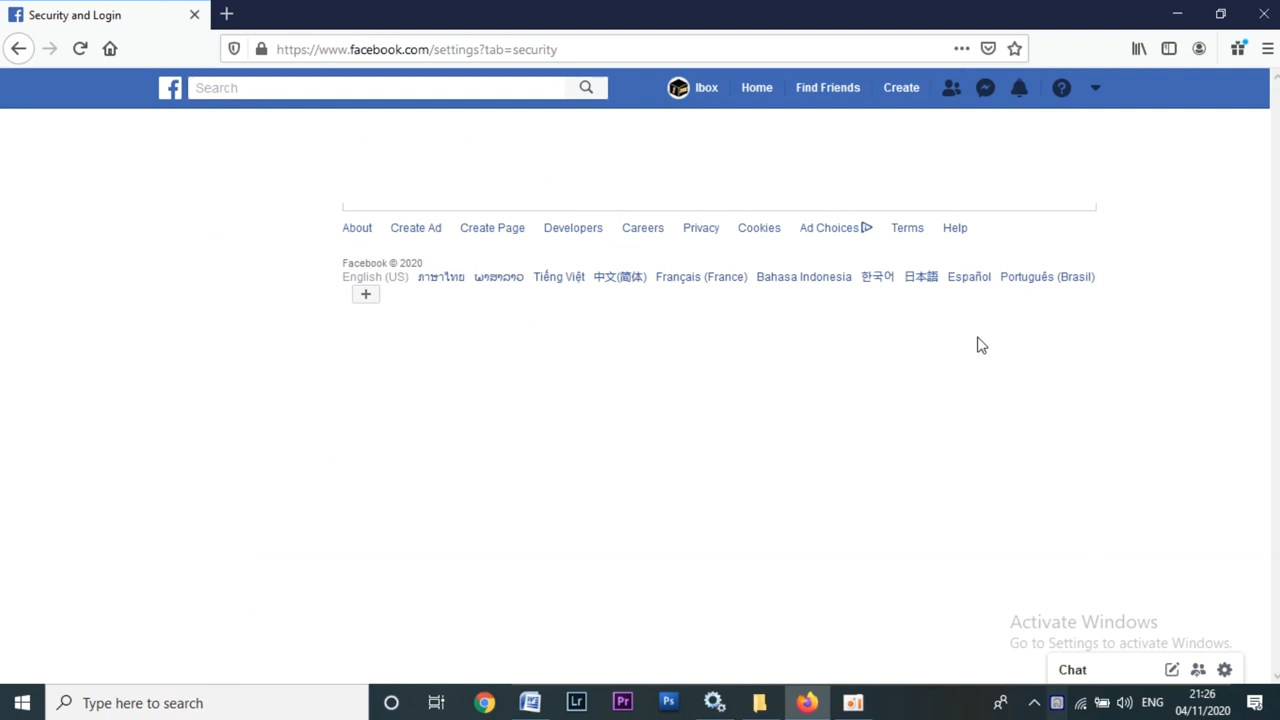 Security and Login
https://www.facebook.com/settings?tab=security
Search
Ibox
Home
Find Friends
Create
About Create Ad Create Page Developers Careers Privacy Cookies Ad Choices Terms Help
Facebook © 2020
English (US) ภาษาไทย ພາສາລາວ Tiếng Việt 中文(简体) Français (France) Bahasa Indonesia 한국어 日本語 Español Português (Brasil)
+
Activate Windows
Go to Settings to activate Windows.
Chat
Type here to search
Lr
Pr
Ps
ENG
21:26
04/11/2020